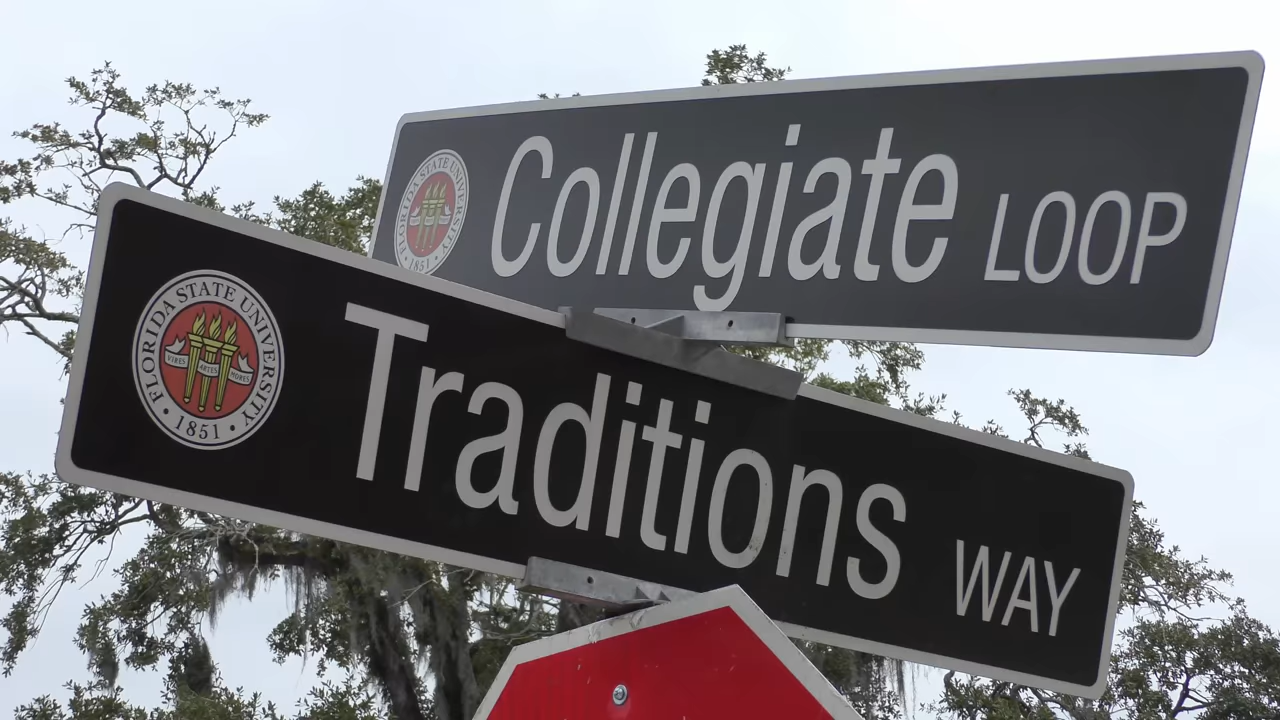 FLORIDA STATE UNIVERSITY
1851
Collegiate LOOP
FLORIDA STATE UNIVERSITY
VIRES ARTES MORES
1851
Traditions WAY